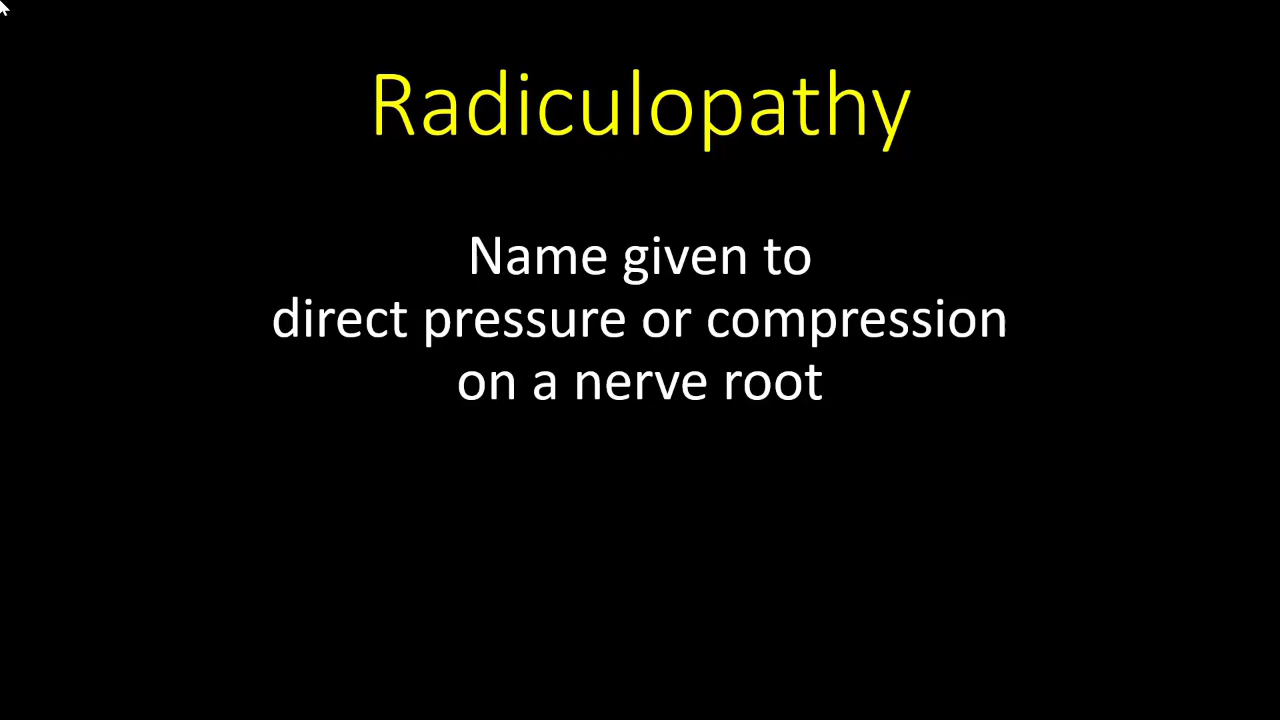 Radiculopathy
Name given to
direct pressure or compression
on a nerve root